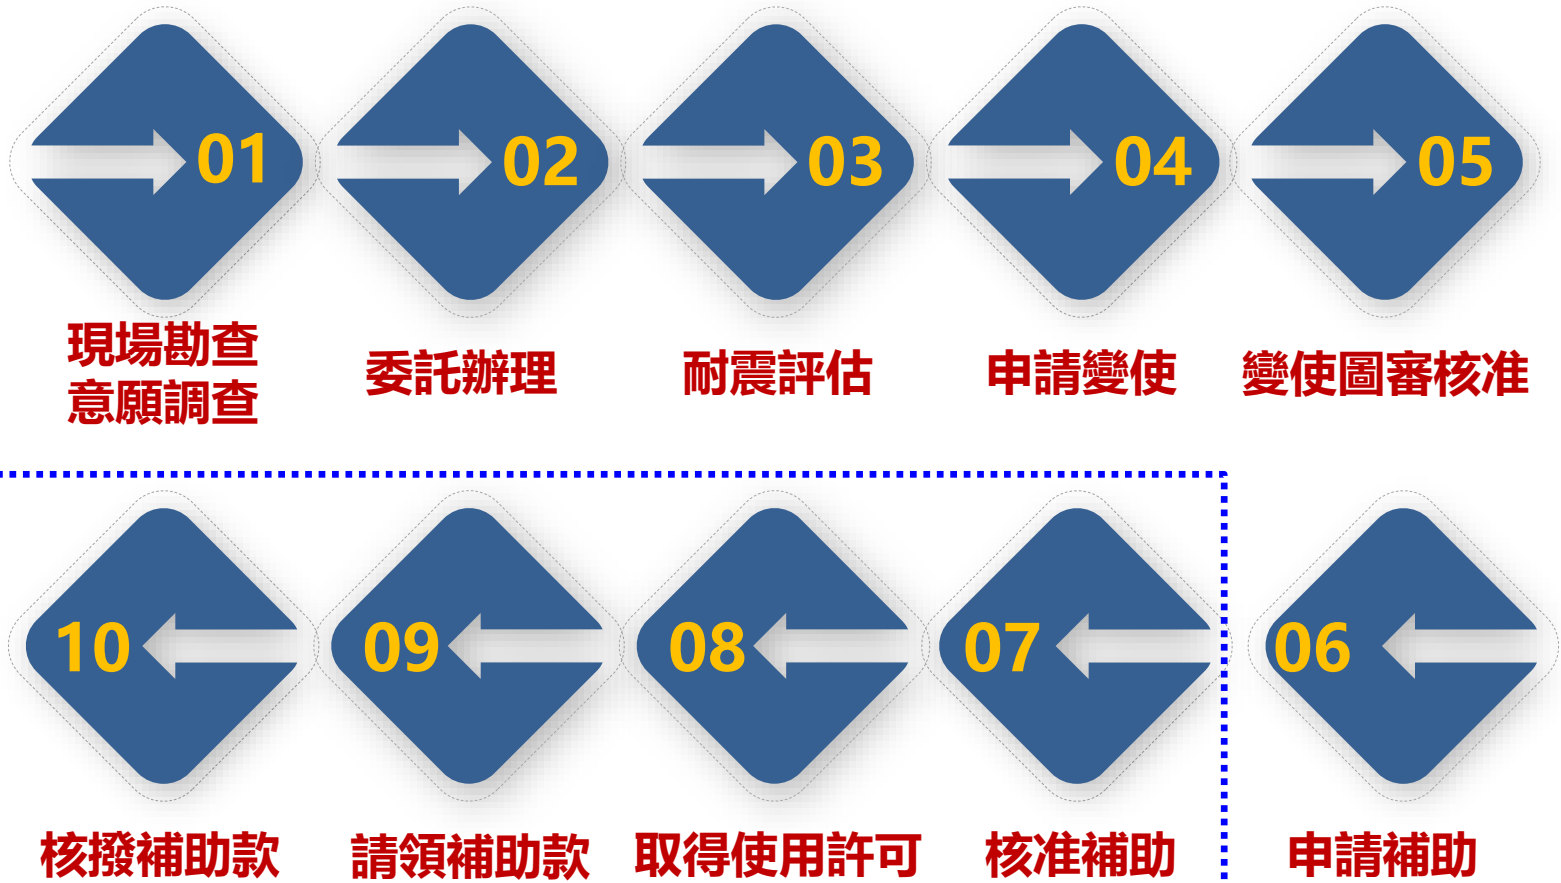 01
02
03
04
05
現場勘查
意願調查
委託辦理
耐震評估
申請變使
變使圖審核准
10
09
08
07
06
核撥補助款
請領補助款
取得使用許可
核准補助
申請補助